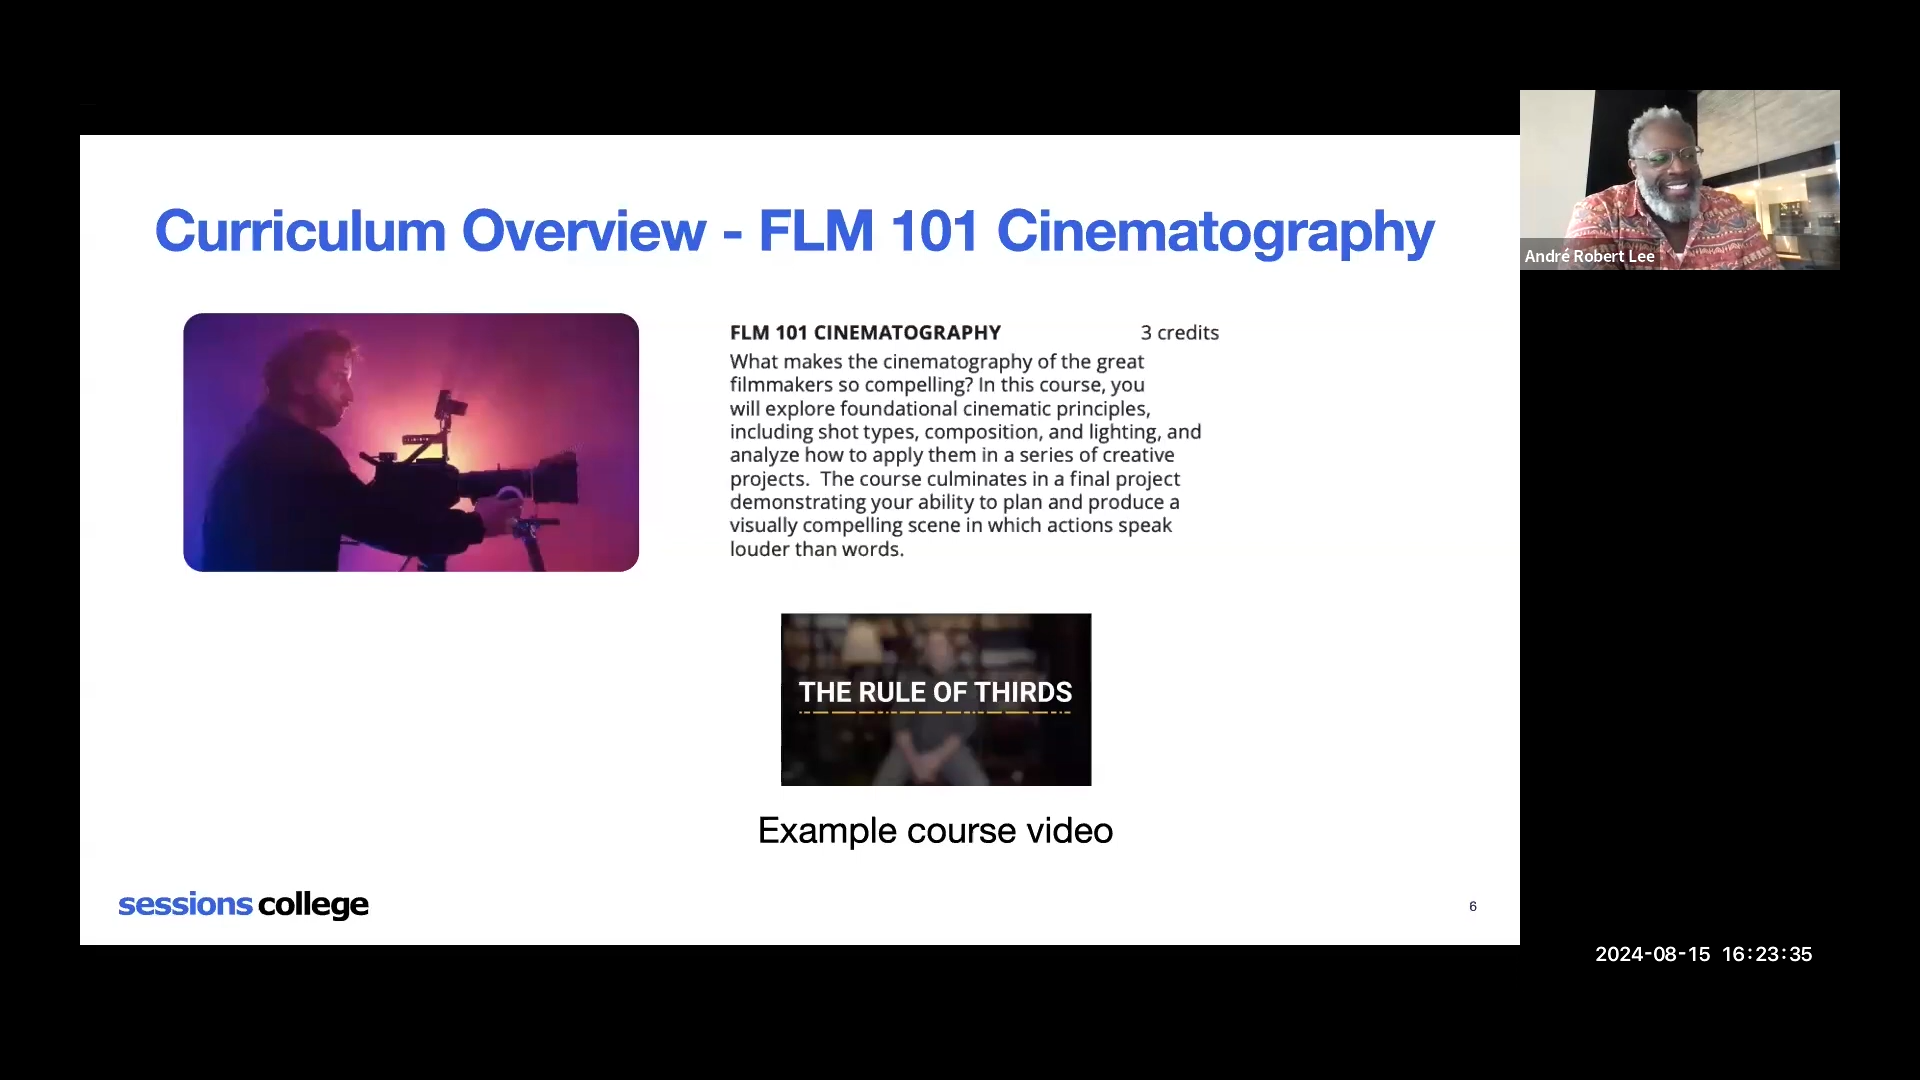 Curriculum Overview - FLM 101 Cinematography
André Robert Lee
FLM 101 CINEMATOGRAPHY 3 credits
What makes the cinematography of the great
filmmakers so compelling? In this course, you
will explore foundational cinematic principles,
including shot types, composition, and lighting, and
analyze how to apply them in a series of creative
projects.  The course culminates in a final project
demonstrating your ability to plan and produce a
visually compelling scene in which actions speak
louder than words.
THE RULE OF THIRDS
Example course video
sessions college
6
2024-08-15 16:23:35